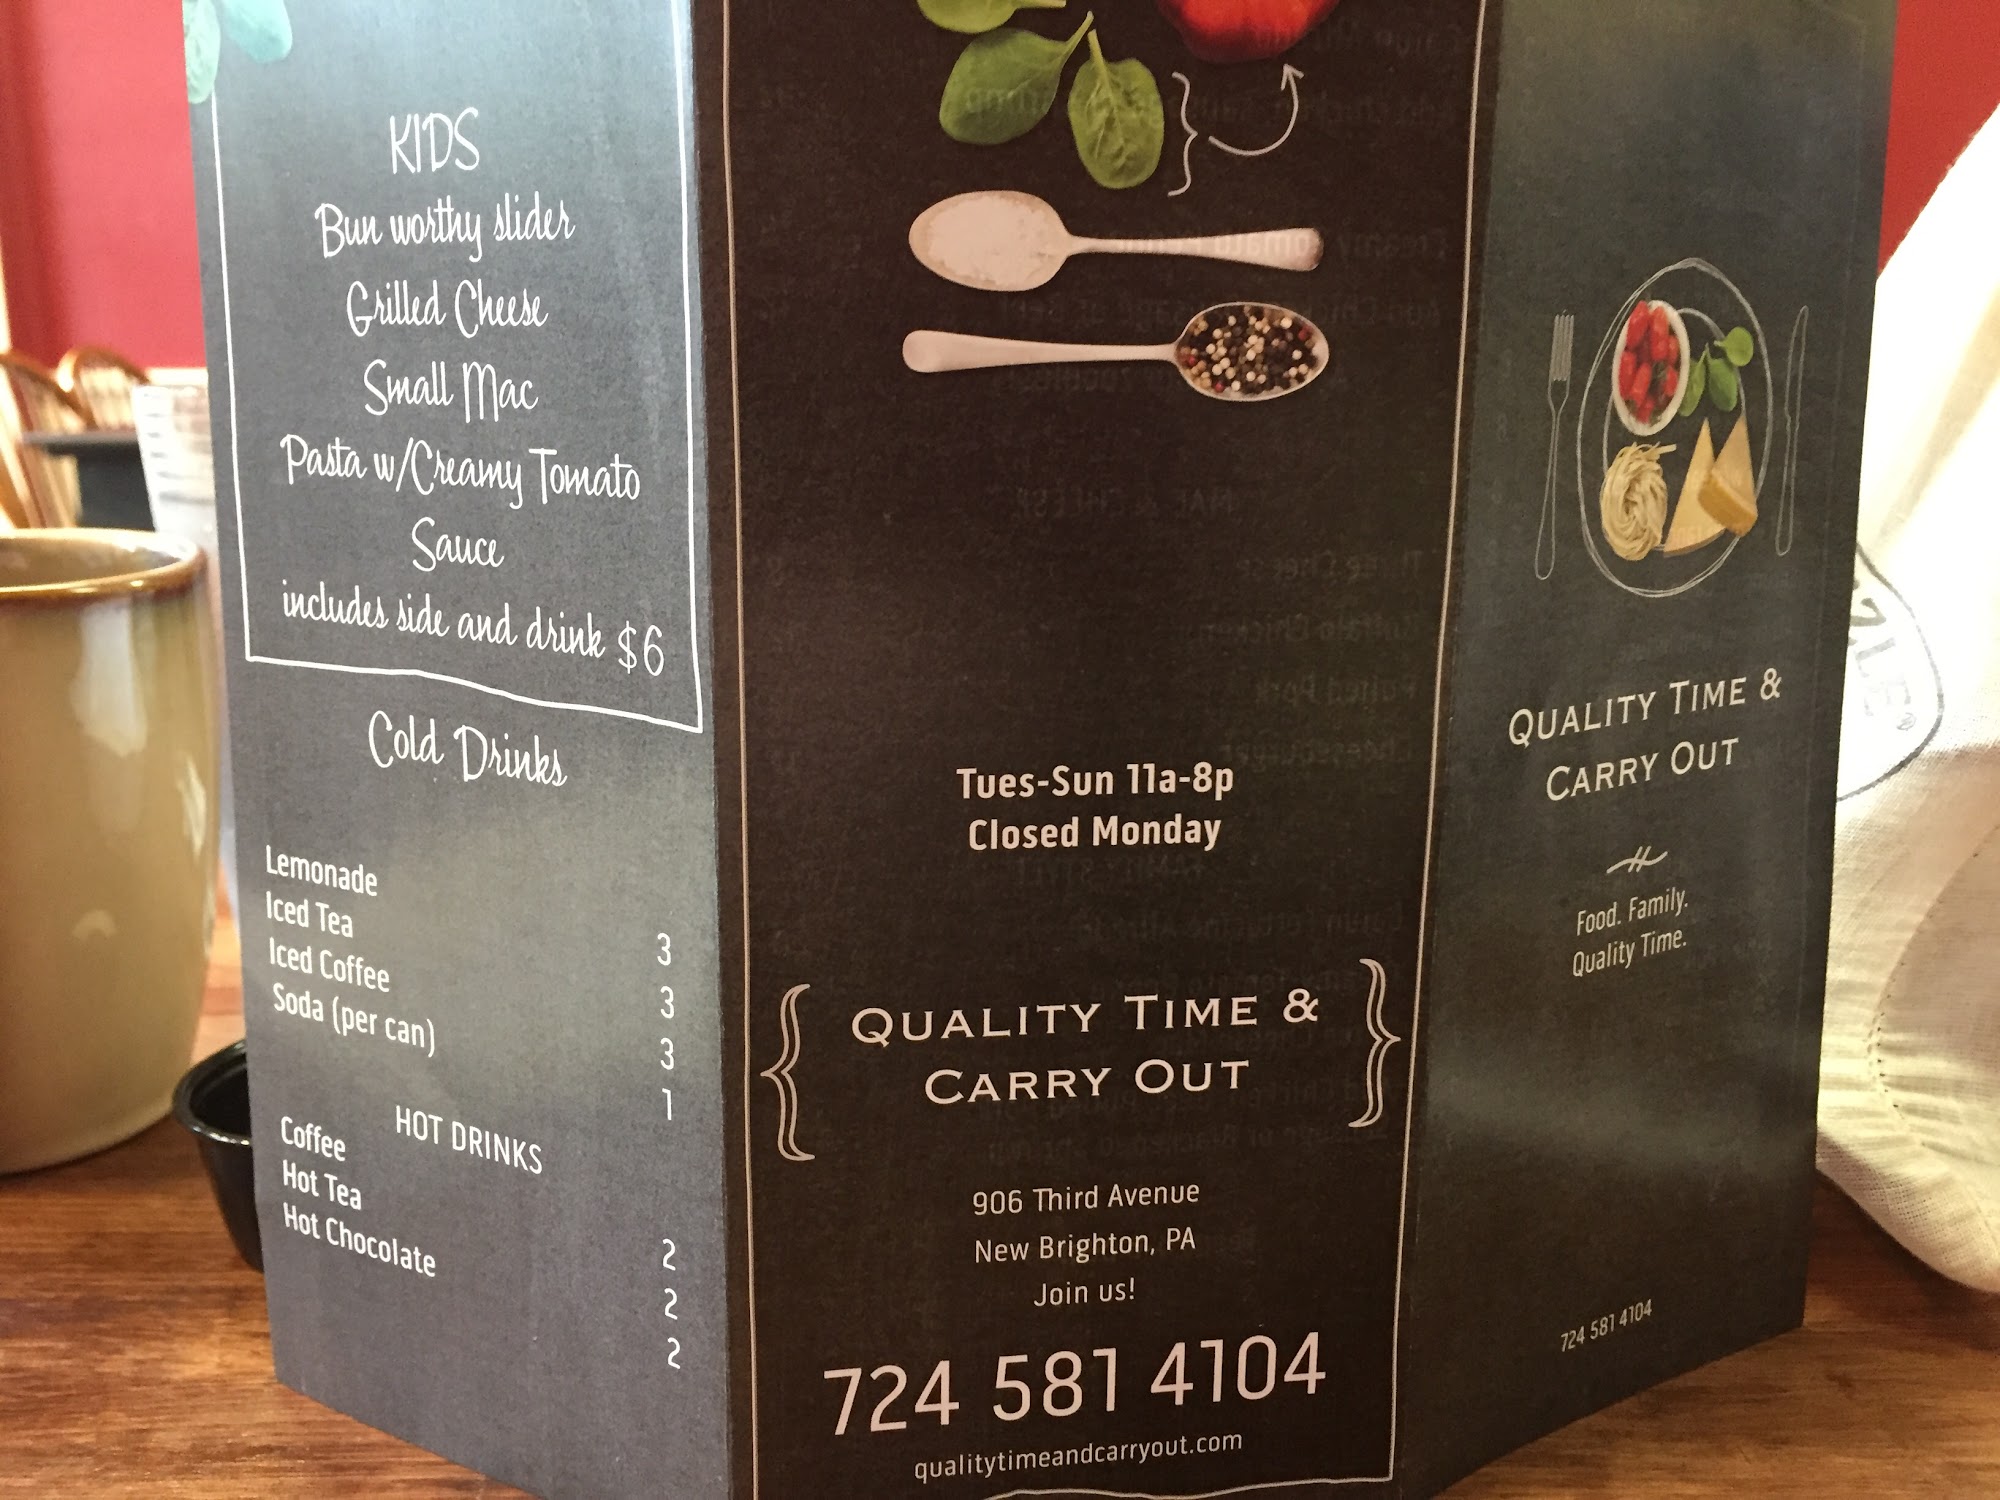 KIDS
Bun worthy slider
Grilled Cheese
Small Mac
Pasta w/Creamy Tomato
Sauce
includes side and drink $6
Cold Drinks
Lemonade 3
Iced Tea 3
Iced Coffee 3
Soda (per can) 1
HOT DRINKS
Coffee 2
Hot Tea 2
Hot Chocolate 2
Tues-Sun 11a-8p
Closed Monday
QUALITY TIME &
CARRY OUT
906 Third Avenue
New Brighton, PA
Join us!
724 581 4104
qualitytimeandcarryout.com
QUALITY TIME &
CARRY OUT
Food. Family.
Quality Time.
724 581 4104
ZLE®